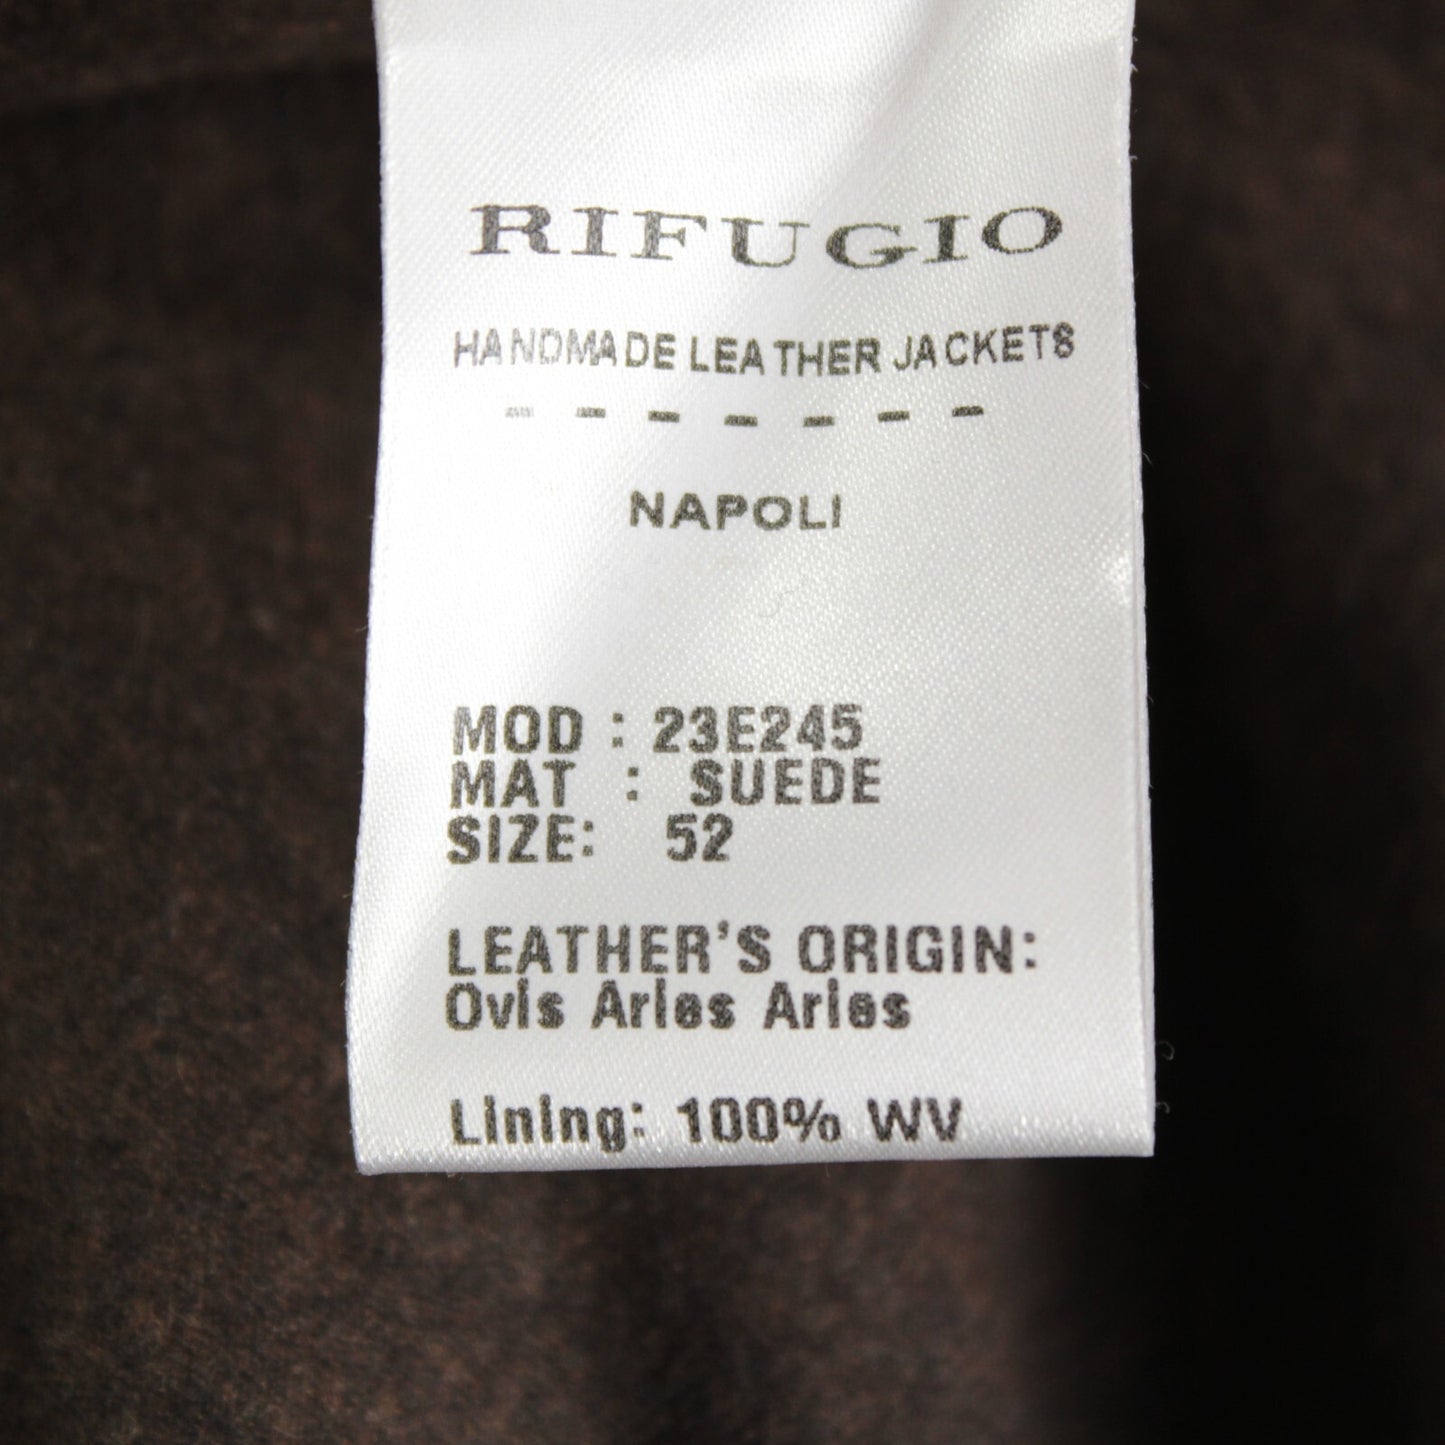 RIFUGIO
HANDMADE LEATHER JACKETS
- - - - - - -
NAPOLI
MOD : 23E245
MAT : SUEDE
SIZE: 52
LEATHER'S ORIGIN:
Ovis Aries Aries
Lining: 100% WV